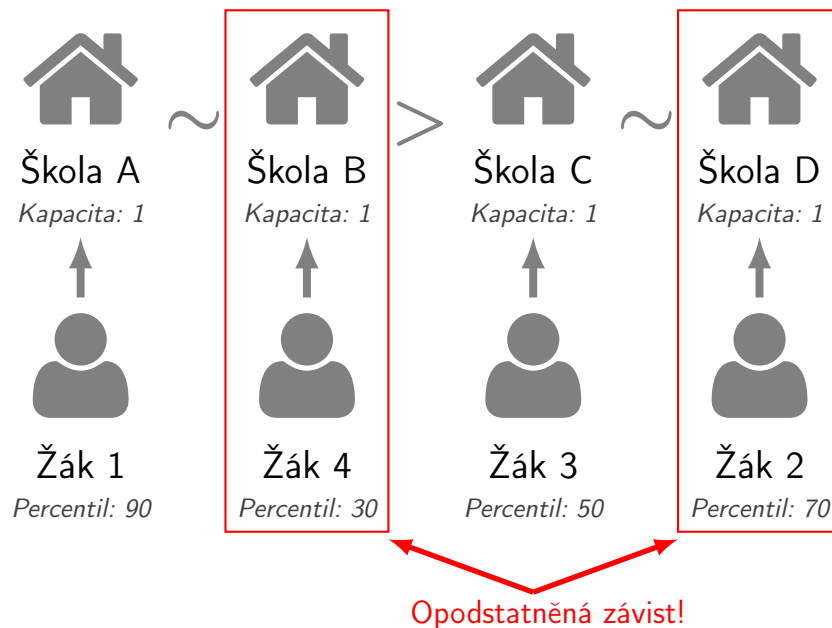 ∼ > ∼
Škola A Škola B Škola C Škola D
Kapacita: 1 Kapacita: 1 Kapacita: 1 Kapacita: 1
Žák 1 Žák 4 Žák 3 Žák 2
Percentil: 90 Percentil: 30 Percentil: 50 Percentil: 70
Opodstatněná závist!